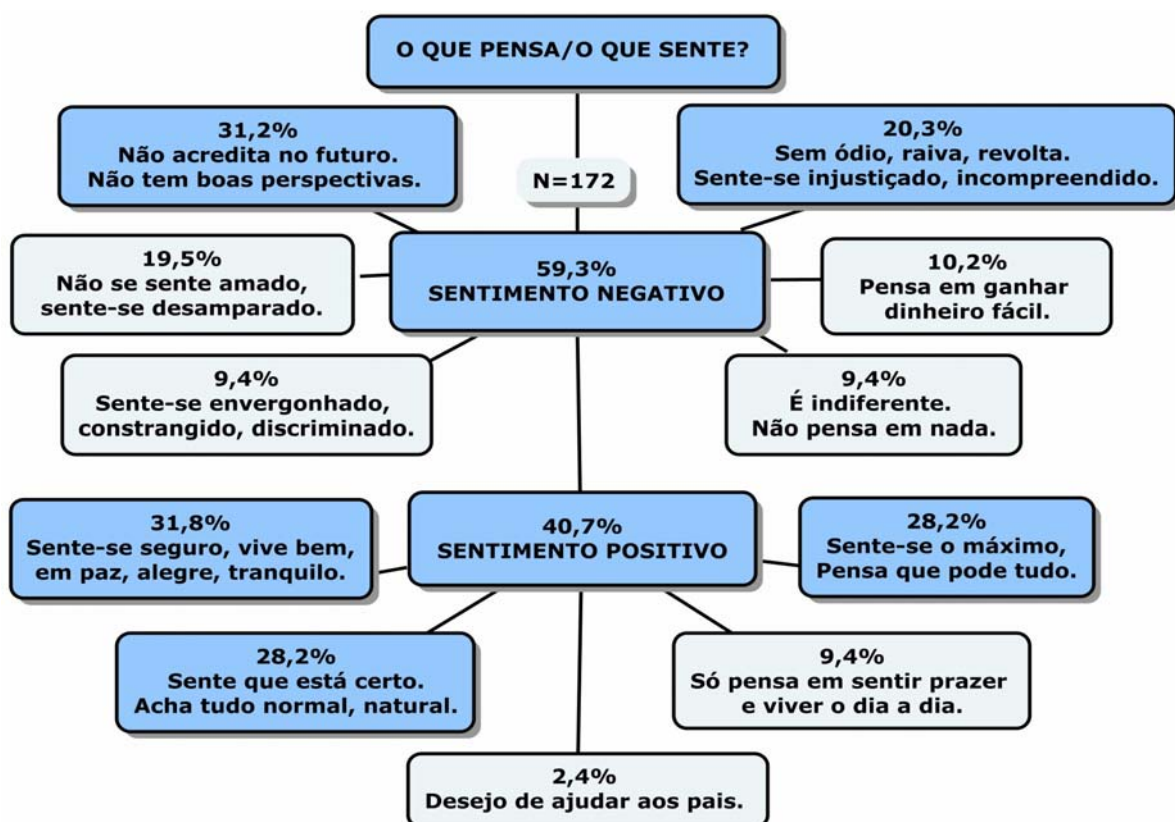 O QUE PENSA/O QUE SENTE?
31,2%
Não acredita no futuro.
Não tem boas perspectivas.
N=172
20,3%
Sem ódio, raiva, revolta.
Sente-se injustiçado, incompreendido.
19,5%
Não se sente amado,
sente-se desamparado.
59,3%
SENTIMENTO NEGATIVO
10,2%
Pensa em ganhar
dinheiro fácil.
9,4%
Sente-se envergonhado,
constrangido, discriminado.
9,4%
É indiferente.
Não pensa em nada.
31,8%
Sente-se seguro, vive bem,
em paz, alegre, tranquilo.
40,7%
SENTIMENTO POSITIVO
28,2%
Sente-se o máximo,
Pensa que pode tudo.
28,2%
Sente que está certo.
Acha tudo normal, natural.
9,4%
Só pensa em sentir prazer
e viver o dia a dia.
2,4%
Desejo de ajudar aos pais.